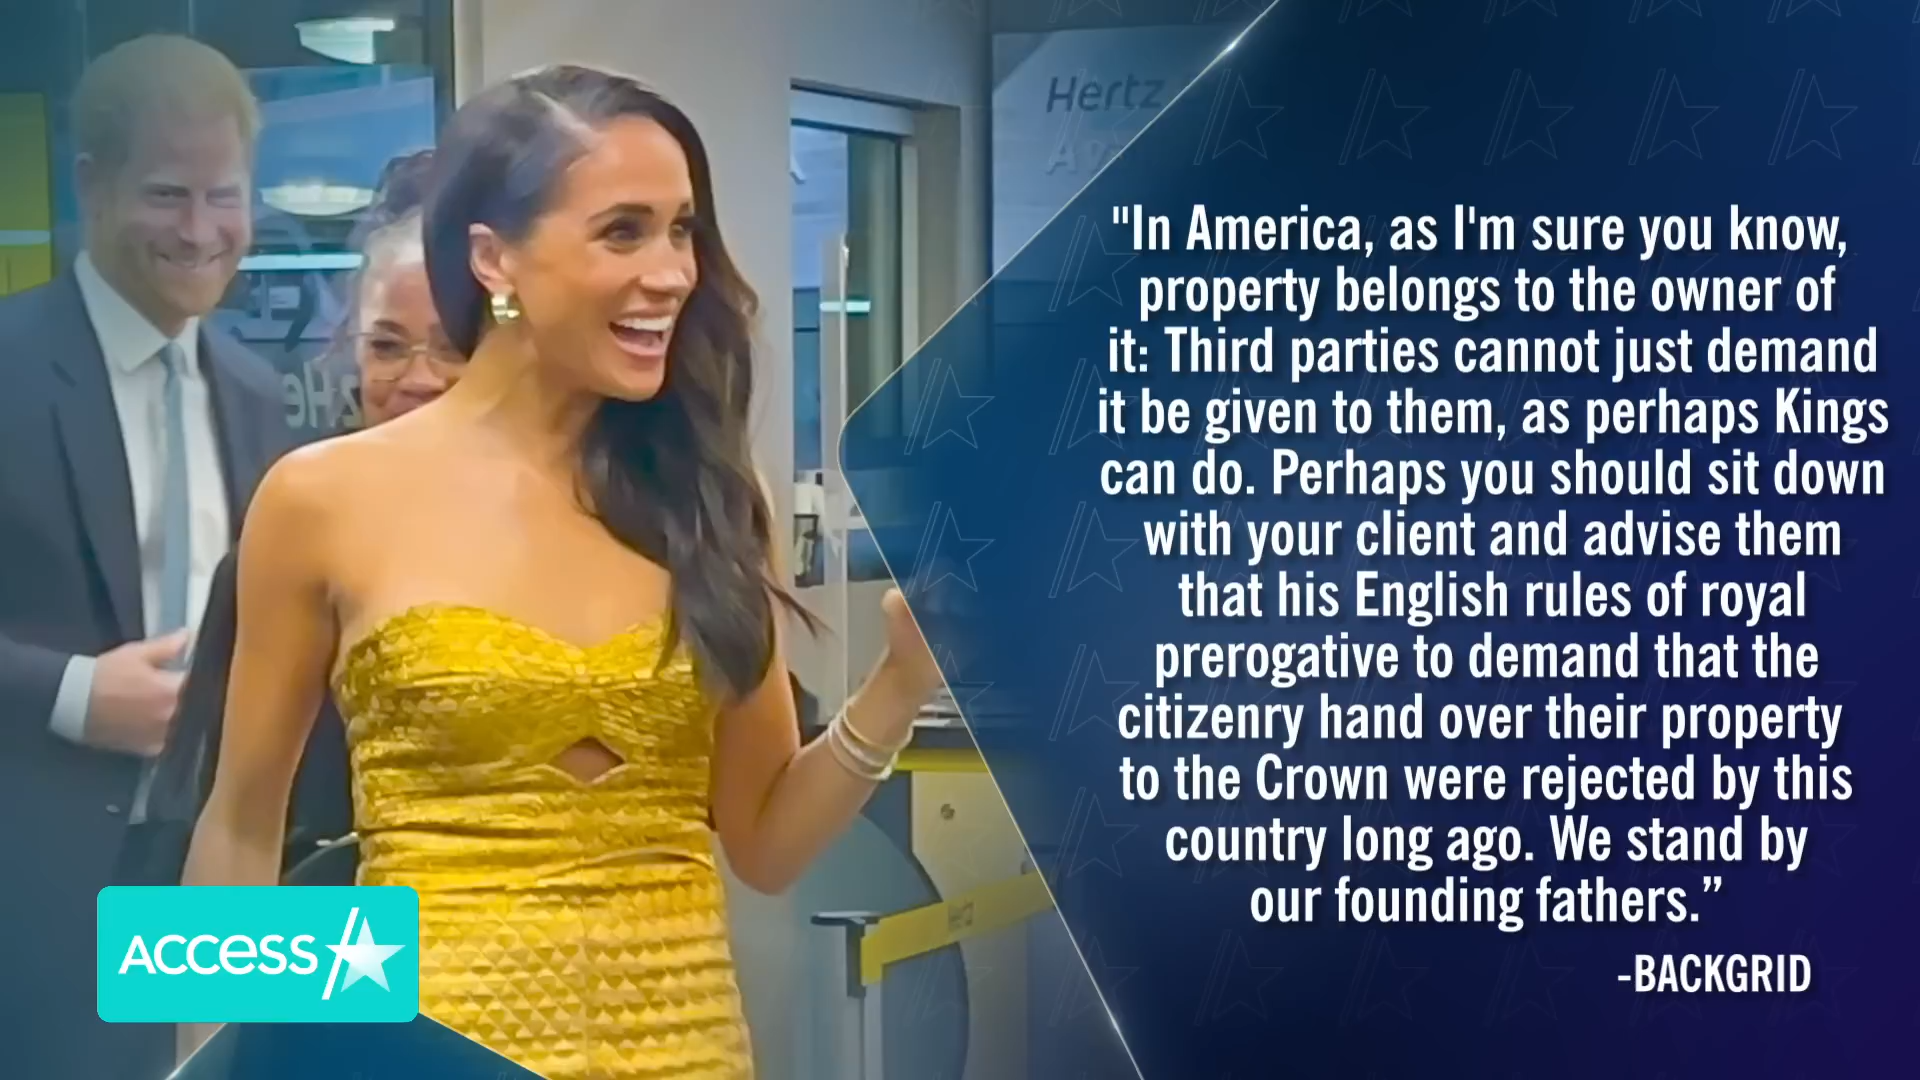 Hertz
"In America, as I'm sure you know,
property belongs to the owner of
it: Third parties cannot just demand
it be given to them, as perhaps Kings
can do. Perhaps you should sit down
with your client and advise them
that his English rules of royal
prerogative to demand that the
citizenry hand over their property
to the Crown were rejected by this
country long ago. We stand by
our founding fathers.”
-BACKGRID
ACCESS